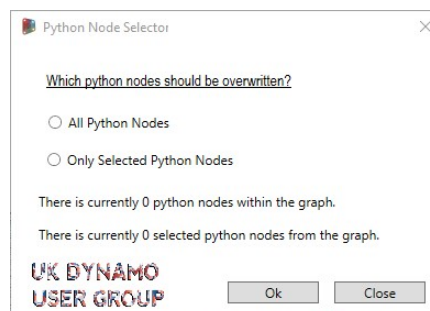 Python Node Selector
Which python nodes should be overwritten?
All Python Nodes
Only Selected Python Nodes
There is currently 0 python nodes within the graph.
There is currently 0 selected python nodes from the graph.
UK DYNAMO
USER GROUP
Ok Close